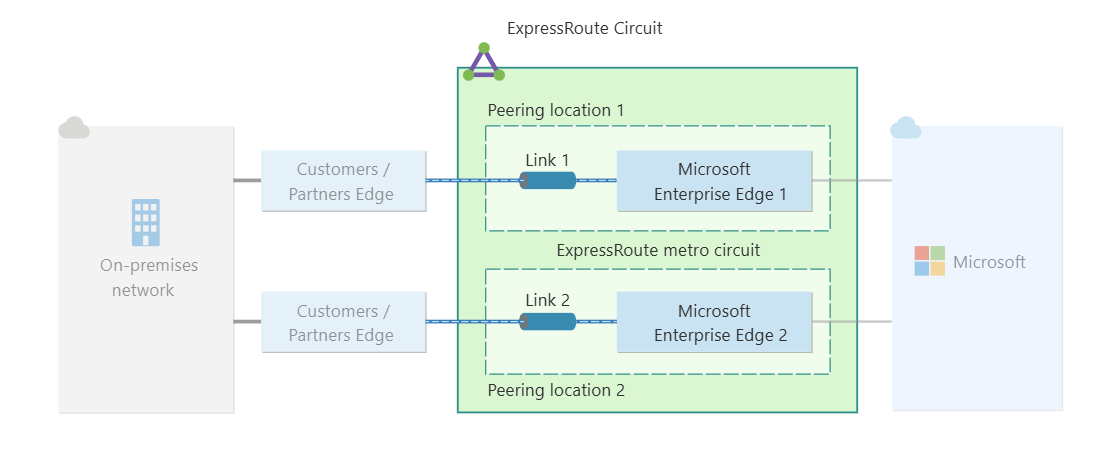 ExpressRoute Circuit
Peering location 1
Link 1
Microsoft
Enterprise Edge 1
Customers /
Partners Edge
ExpressRoute metro circuit
On-premises
network
Microsoft
Customers /
Partners Edge
Link 2
Microsoft
Enterprise Edge 2
Peering location 2